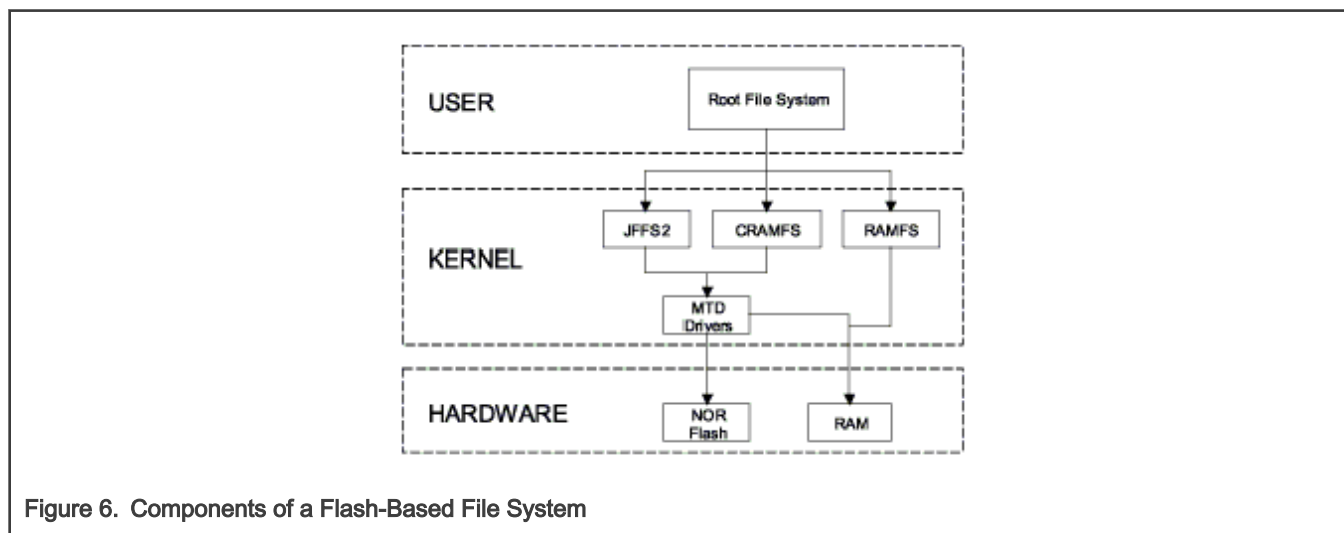 USER
Root File System
KERNEL
JFFS2
CRAMFS
RAMFS
MTD
Drivers
HARDWARE
NOR
Flash
RAM
Figure 6. Components of a Flash-Based File System